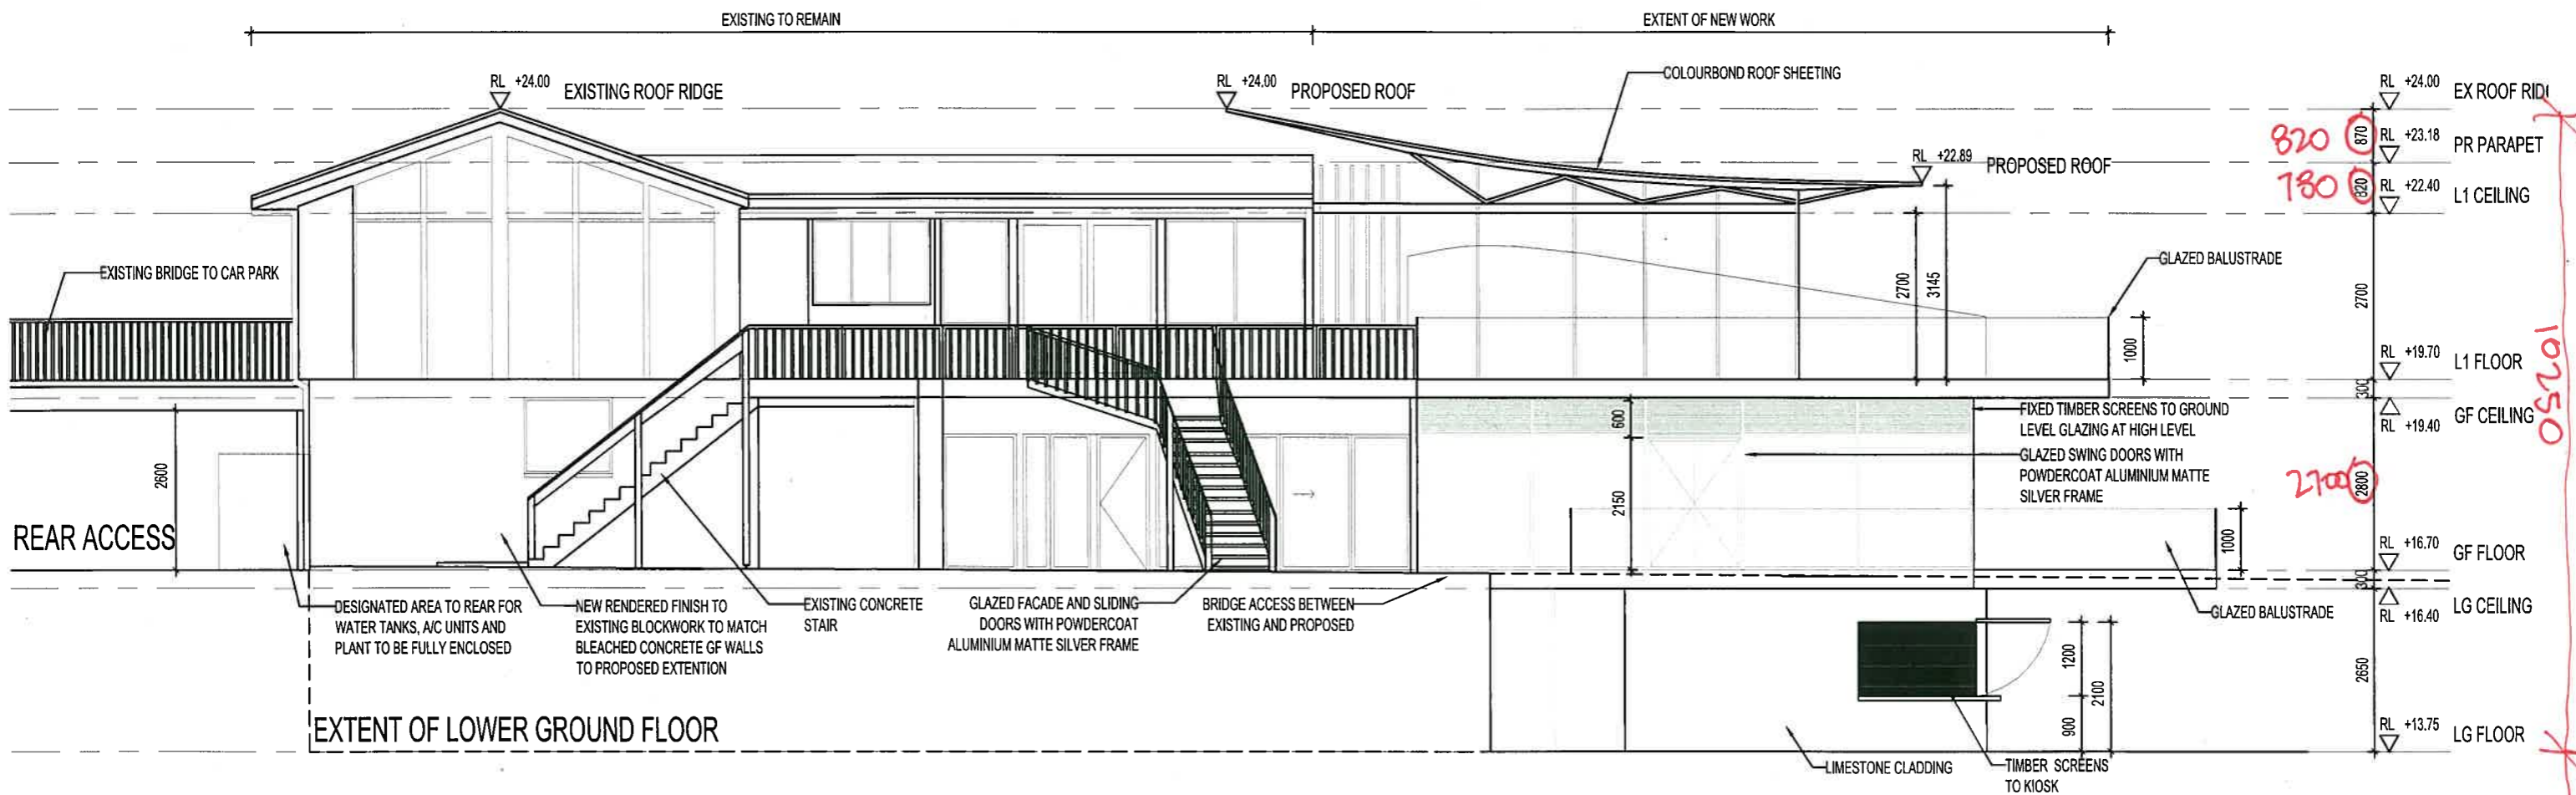 EXISTING TO REMAIN
EXTENT OF NEW WORK
RL +24.00 EXISTING ROOF RIDGE
RL +24.00 PROPOSED ROOF
COLOURBOND ROOF SHEETING
RL +22.89 PROPOSED ROOF
RL +24.00 EX ROOF RID
820 870 RL +23.18 PR PARAPET
780 820 RL +22.40 L1 CEILING
EXISTING BRIDGE TO CAR PARK
GLAZED BALUSTRADE
2700
3145
2700
1000
RL +19.70 L1 FLOOR
300
RL +19.40 GF CEILING
10250
FIXED TIMBER SCREENS TO GROUND
LEVEL GLAZING AT HIGH LEVEL
600
GLAZED SWING DOORS WITH
POWDERCOAT ALUMINIUM MATTE
SILVER FRAME
2150
2600
2700 2800
REAR ACCESS
1000
RL +16.70 GF FLOOR
300
RL +16.40 LG CEILING
DESIGNATED AREA TO REAR FOR
WATER TANKS, A/C UNITS AND
PLANT TO BE FULLY ENCLOSED
NEW RENDERED FINISH TO
EXISTING BLOCKWORK TO MATCH
BLEACHED CONCRETE GF WALLS
TO PROPOSED EXTENTION
EXISTING CONCRETE
STAIR
GLAZED FACADE AND SLIDING
DOORS WITH POWDERCOAT
ALUMINIUM MATTE SILVER FRAME
BRIDGE ACCESS BETWEEN
EXISTING AND PROPOSED
GLAZED BALUSTRADE
1200
2100
900
2650
EXTENT OF LOWER GROUND FLOOR
RL +13.75 LG FLOOR
LIMESTONE CLADDING
TIMBER SCREENS
TO KIOSK